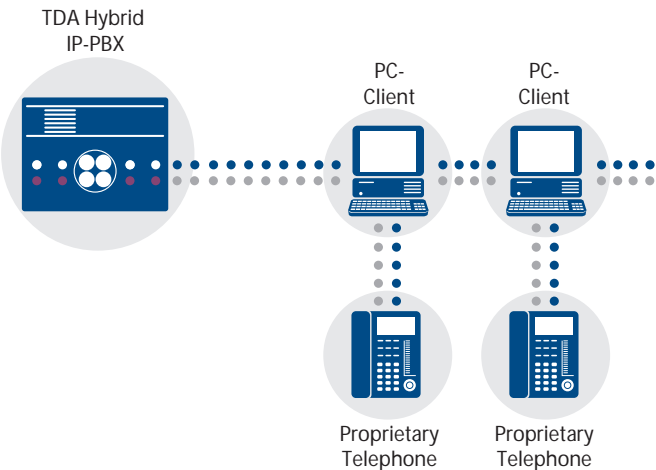 TDA Hybrid
IP-PBX
PC-
Client
PC-
Client
Proprietary
Telephone
Proprietary
Telephone